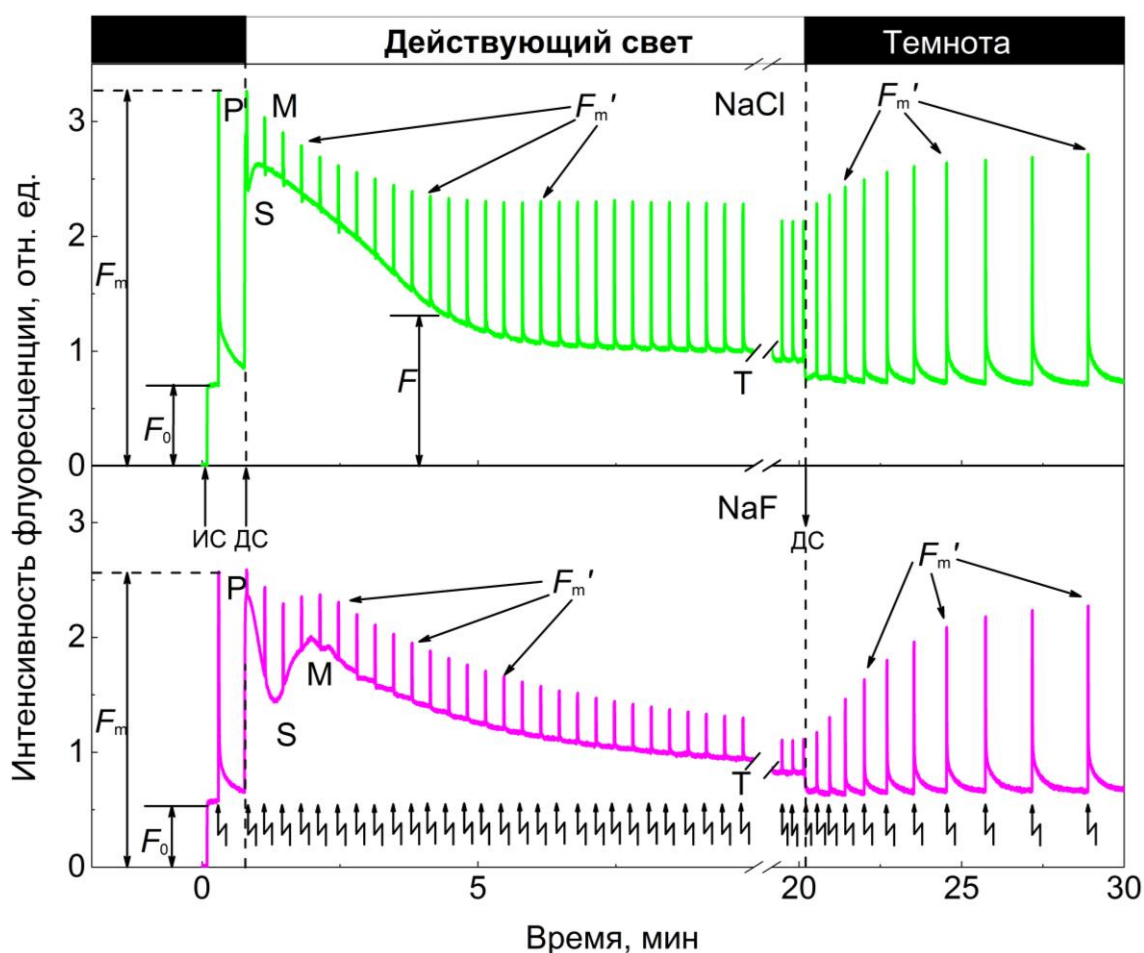 Действующий свет
Темнота
Интенсивность флуоресценции, отн. ед.
3
2
1
0
Fm
F0
P
M
S
Fm'
F
NaCl
T
Fm'
3
2
1
0
ИС
ДС
NaF
ДС
Fm
F0
P
S
M
Fm'
T
Fm'
0
5
20
25
30
Время, мин